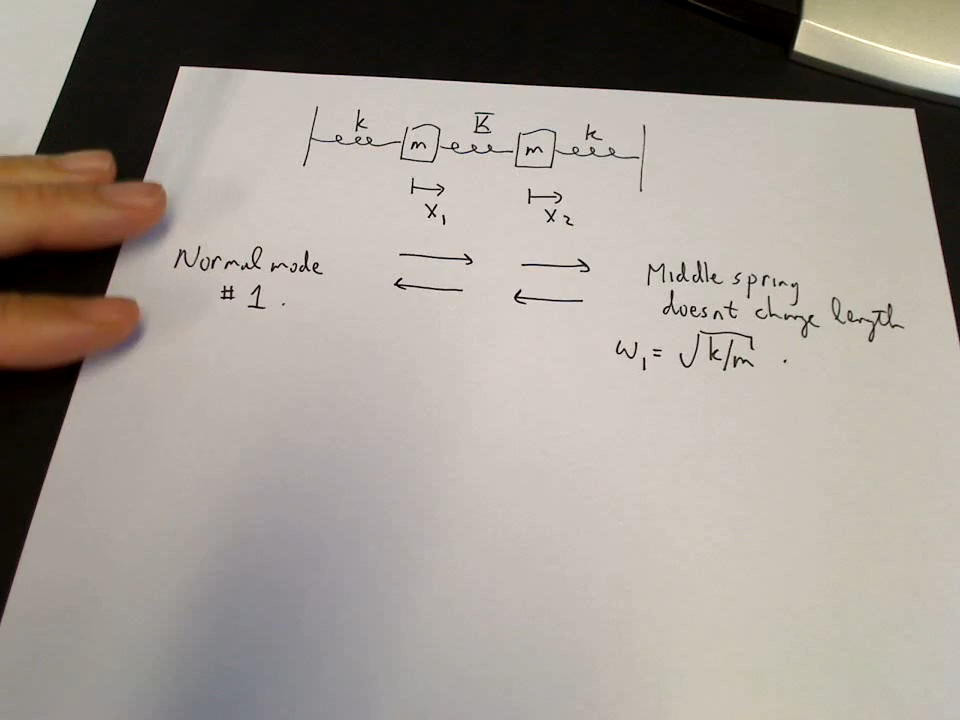 k k̅ k
m m
x₁ x₂
Normal mode
# 1.
Middle spring
doesnt change length
ω₁ = √k/m .